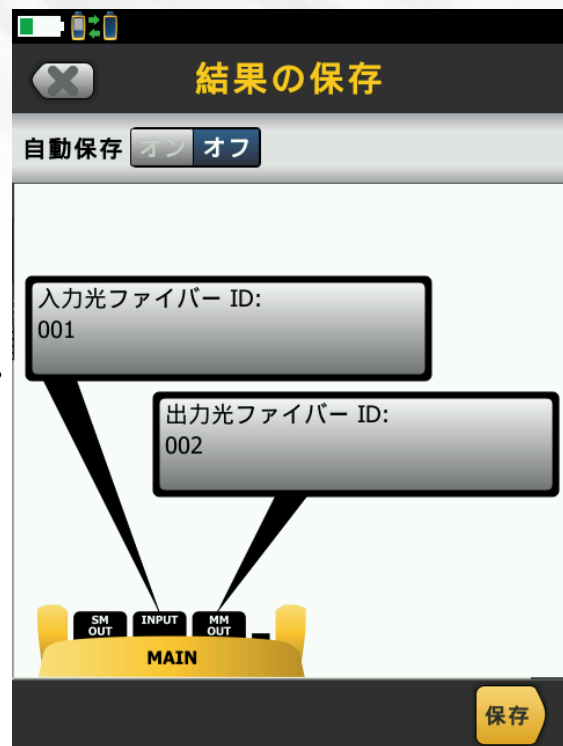 結果の保存
自動保存 オン オフ
入力光ファイバー ID:
001
出力光ファイバー ID:
002
SM OUT
INPUT
MM OUT
MAIN
保存